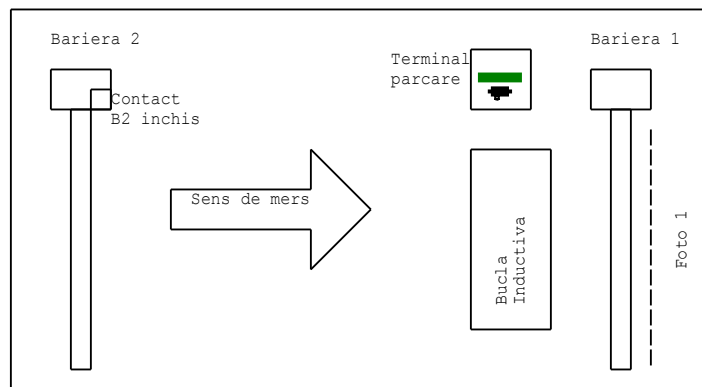 Bariera 2
Terminal
parcare
Bariera 1
Contact
B2 inchis
Sens de mers
Bucla
Inductiva
Foto 1